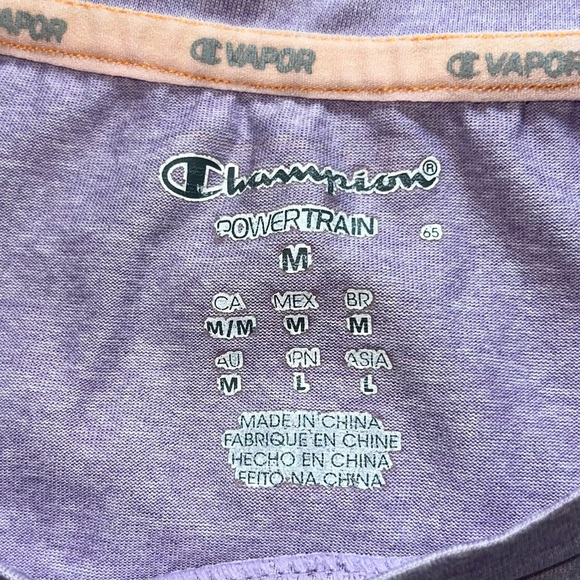 C VAPOR C VAPOR
Champion®
POWERTRAIN 65
M
CA MEX BR
M/M M M
AU JPN ASIA
M L L
MADE IN CHINA
FABRIQUE EN CHINE
HECHO EN CHINA
FEITO NA CHINA